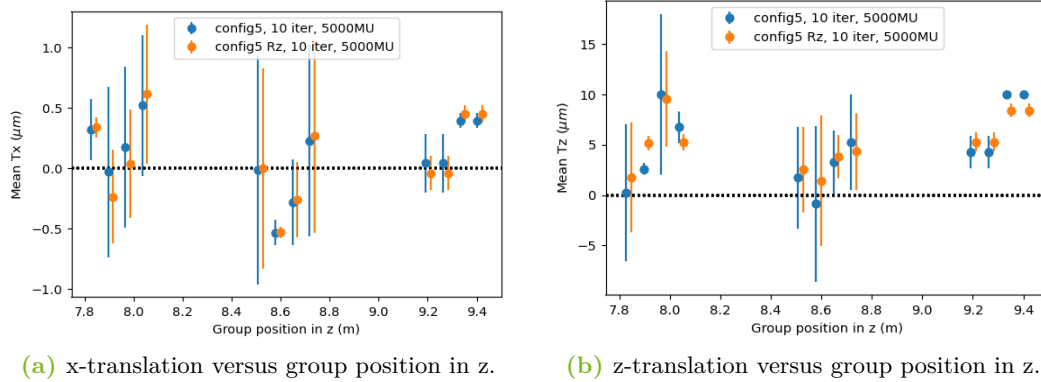 config5, 10 iter, 5000MU
config5 Rz, 10 iter, 5000MU
Mean Tx (μm)
1.0
0.5
0.0
−0.5
−1.0
7.8 8.0 8.2 8.4 8.6 8.8 9.0 9.2 9.4
Group position in z (m)
(a) x-translation versus group position in z.
config5, 10 iter, 5000MU
config5 Rz, 10 iter, 5000MU
Mean Tz (μm)
15
10
5
0
−5
7.8 8.0 8.2 8.4 8.6 8.8 9.0 9.2 9.4
Group position in z (m)
(b) z-translation versus group position in z.